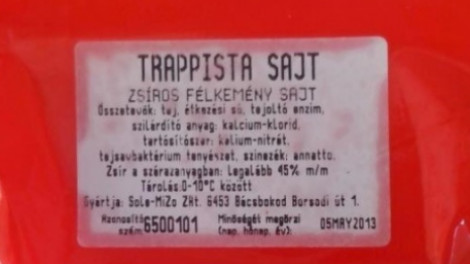 TRAPPISTA SAJT
ZSÍROS FÉLKEMÉNY SAJT
Összetevők: tej, étkezési só, tejoltó enzim,
szilárdító anyag: kalcium-klorid,
tartósítószer: kálium-nitrát,
tejsavbaktérium tenyészet, színezék: annatto.
Zsír a szárazanyagban: Legalább 45% m/m
Tárolás:0-10°C között
Gyártja: Sole-MiZo ZRt. 6453 Bácsbokod Borsodi út 1.
Azonosító Minőségét megőrzi
szám: 6500101 (nap, hónap, év): 05MAY2013